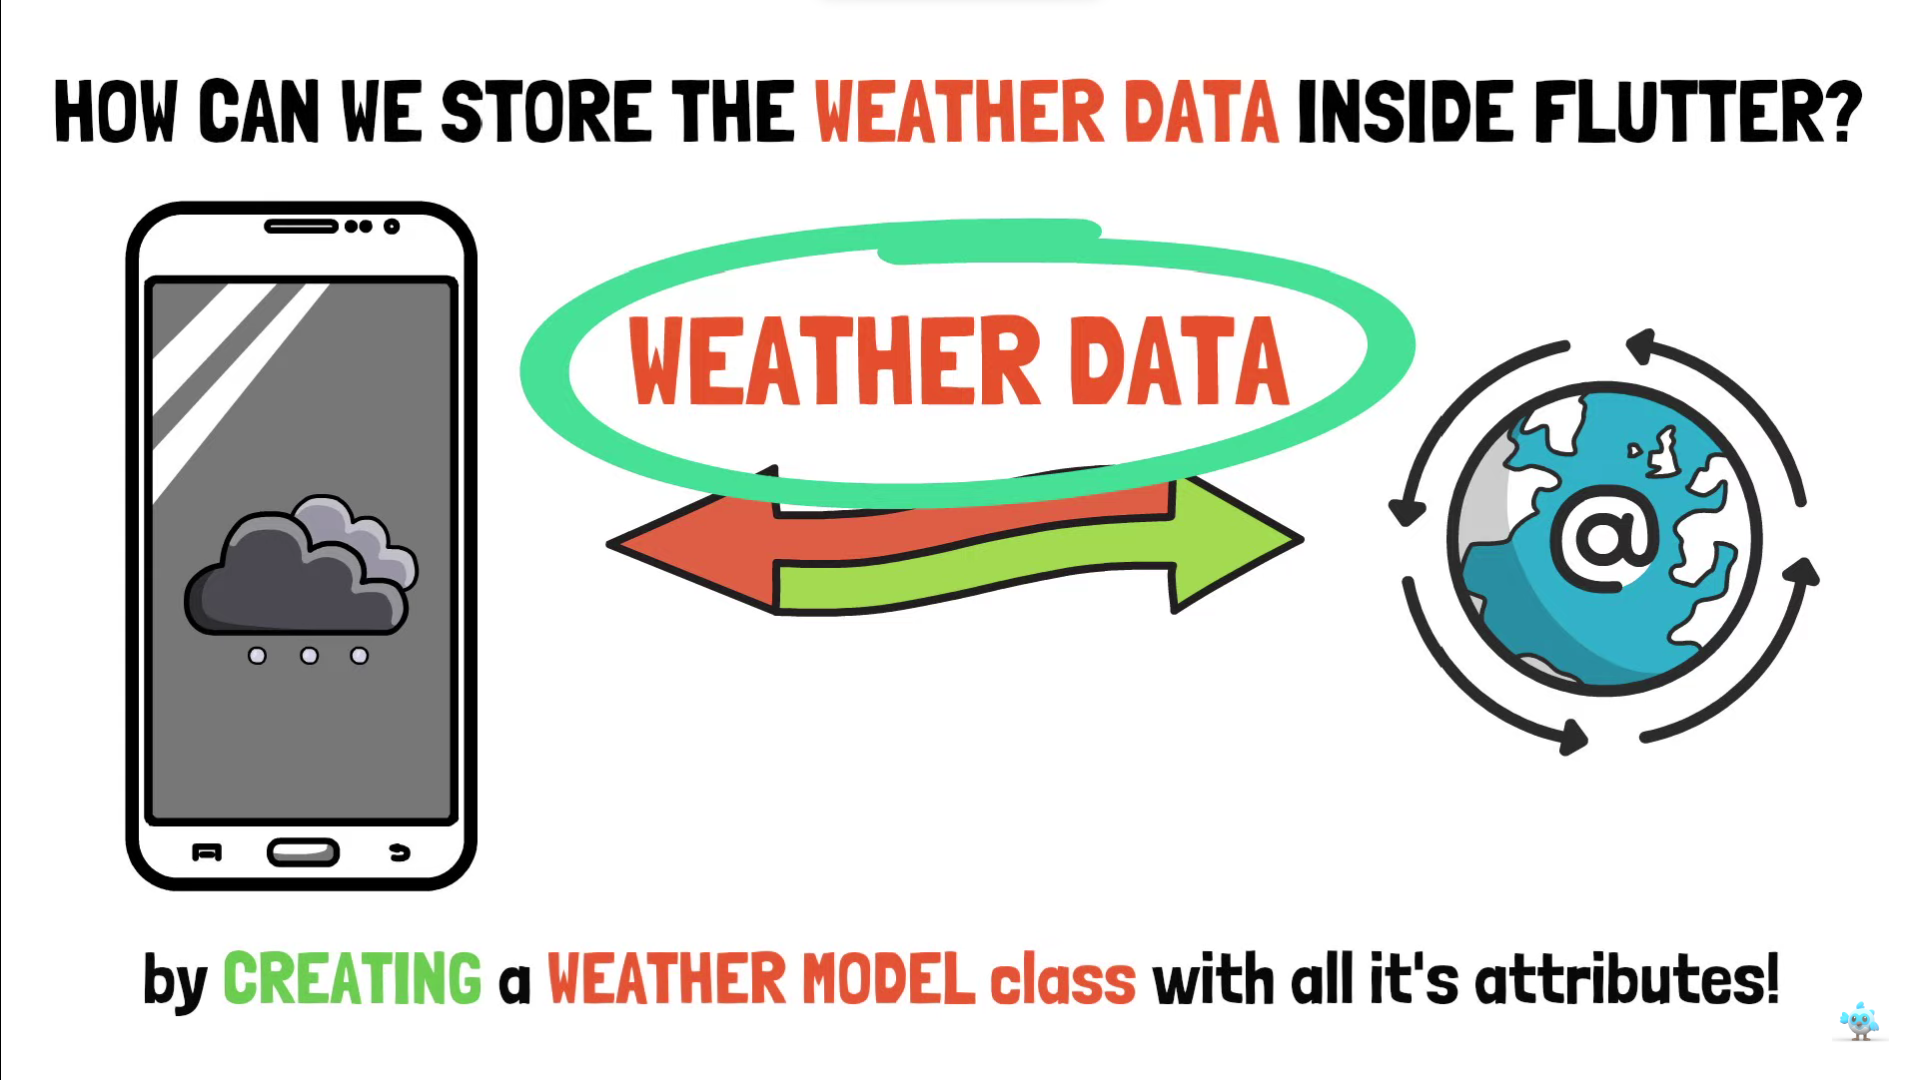 HOW CAN WE STORE THE WEATHER DATA INSIDE FLUTTER?
WEATHER DATA
@
by CREATING a WEATHER MODEL class with all it's attributes!